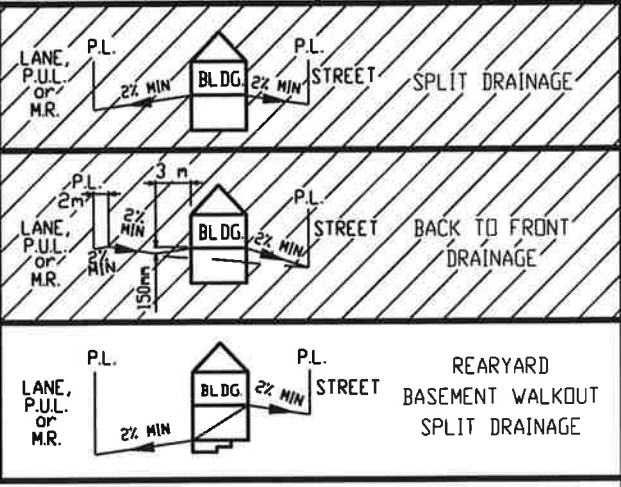 P.L.
P.L.
LANE,
P.U.L.
or
M.R.
2% MIN
BLDG.
2% MIN
STREET
SPLIT DRAINAGE
3 m
P.L.
2m
P.L.
LANE,
P.U.L.
or
M.R.
2% MIN
2% MIN
150mm
BLDG.
2% MIN
STREET
BACK TO FRONT
DRAINAGE
P.L.
P.L.
LANE,
P.U.L.
or
M.R.
2% MIN
BLDG.
2% MIN
STREET
REARYARD
BASEMENT WALKOUT
SPLIT DRAINAGE